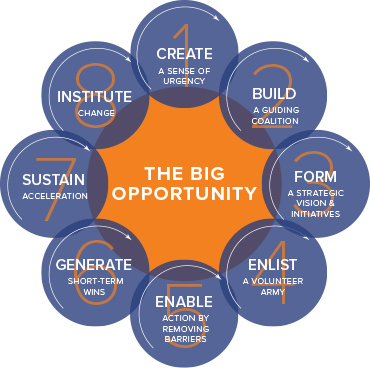 1
CREATE
A SENSE OF
URGENCY
2
BUILD
A GUIDING
COALITION
3
FORM
A STRATEGIC
VISION &
INITIATIVES
4
ENLIST
A VOLUNTEER
ARMY
5
ENABLE
ACTION BY
REMOVING
BARRIERS
6
GENERATE
SHORT-TERM
WINS
7
SUSTAIN
ACCELERATION
8
INSTITUTE
CHANGE
THE BIG
OPPORTUNITY